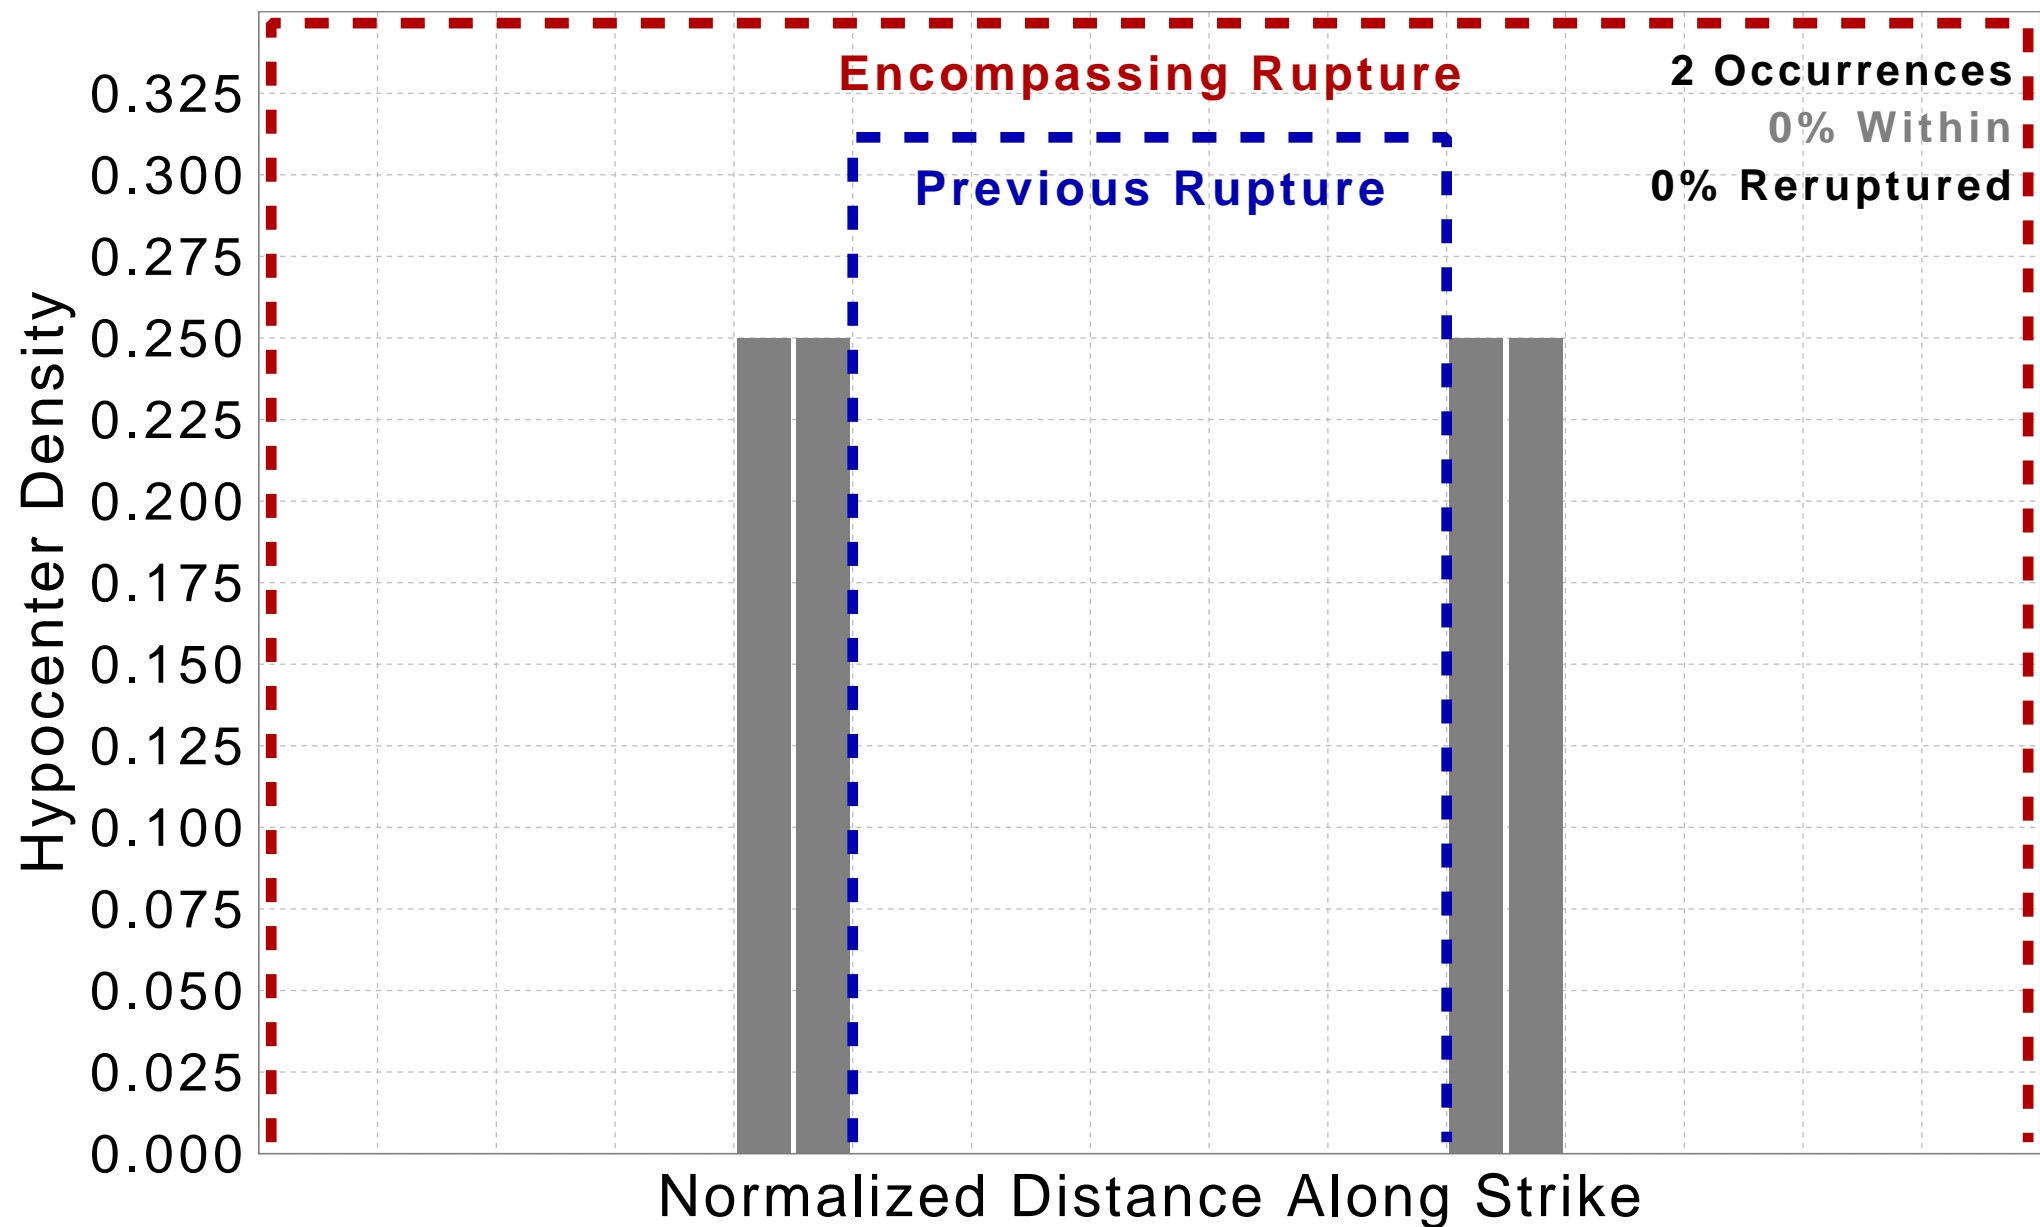 Encompassing Rupture
2 Occurrences
0% Within
Previous Rupture
0% Reruptured
Hypocenter Density
0.325
0.300
0.275
0.250
0.225
0.200
0.175
0.150
0.125
0.100
0.075
0.050
0.025
0.000
Normalized Distance Along Strike